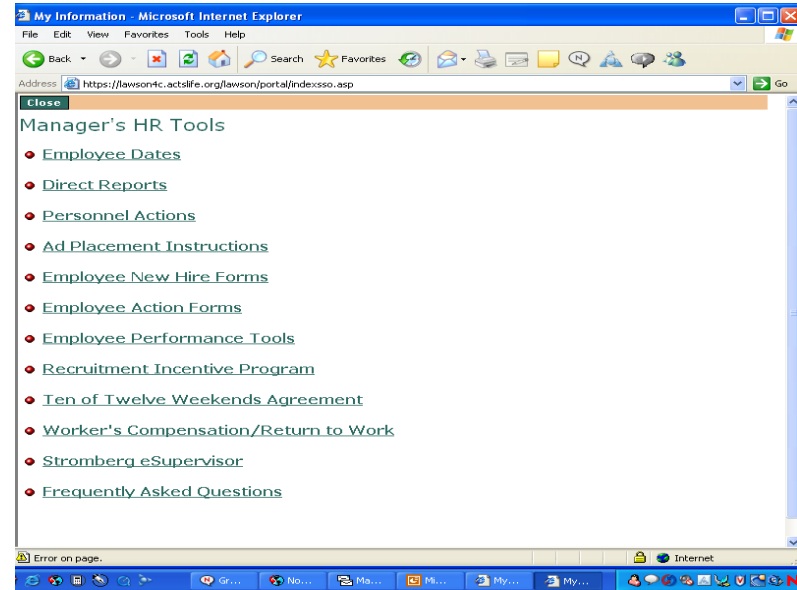 My Information - Microsoft Internet Explorer
File Edit View Favorites Tools Help
Back Search Favorites
Address https://lawson4c.actslife.org/lawson/portal/indexsso.asp Go
Close
Manager's HR Tools
Employee Dates
Direct Reports
Personnel Actions
Ad Placement Instructions
Employee New Hire Forms
Employee Action Forms
Employee Performance Tools
Recruitment Incentive Program
Ten of Twelve Weekends Agreement
Worker's Compensation/Return to Work
Stromberg eSupervisor
Frequently Asked Questions
Error on page. Internet
Gr... No... Ma... Mi... My... My...